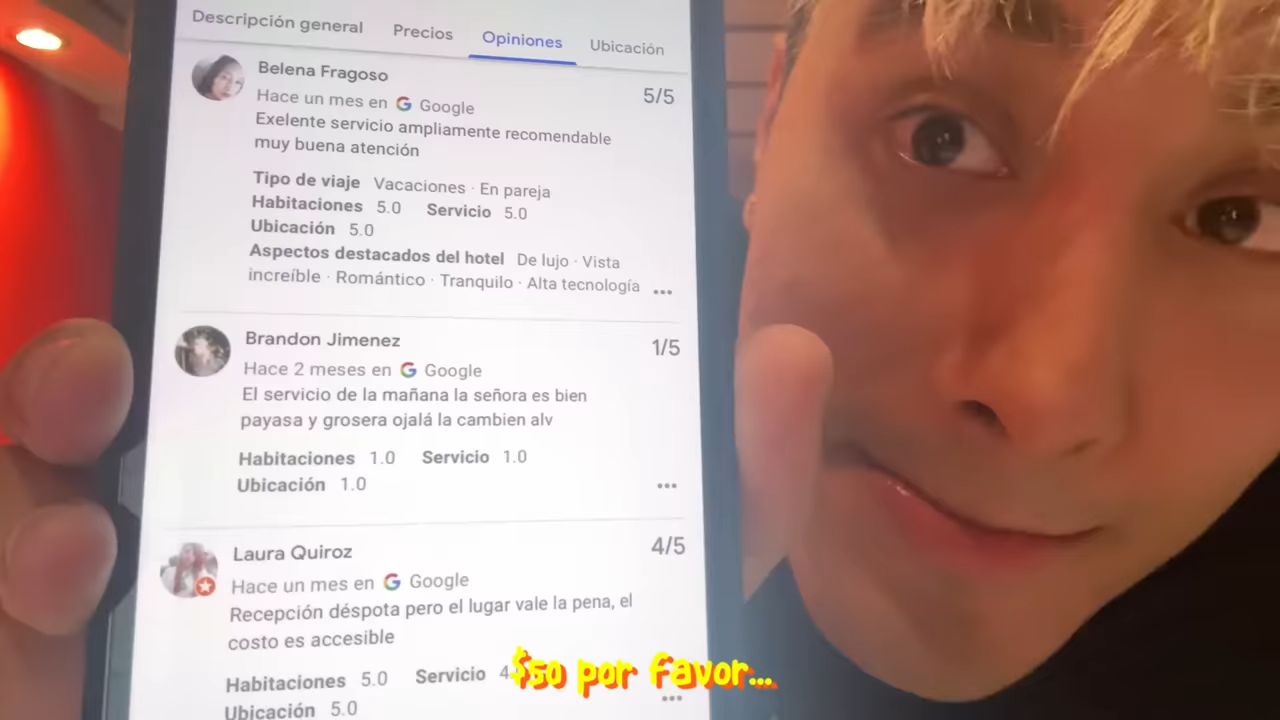 Descripción general Precios Opiniones Ubicación
Belena Fragoso
5/5
Hace un mes en Google
Exelente servicio ampliamente recomendable
muy buena atención
Tipo de viaje Vacaciones · En pareja
Habitaciones 5.0 Servicio 5.0
Ubicación 5.0
Aspectos destacados del hotel De lujo · Vista
increíble · Romántico · Tranquilo · Alta tecnología
Brandon Jimenez
1/5
Hace 2 meses en Google
El servicio de la mañana la señora es bien
payasa y grosera ojalá la cambien alv
Habitaciones 1.0 Servicio 1.0
Ubicación 1.0
Laura Quiroz
4/5
Hace un mes en Google
Recepción déspota pero el lugar vale la pena, el
costo es accesible
Habitaciones 5.0 Servicio 4
Ubicación 5.0
$so por favor...